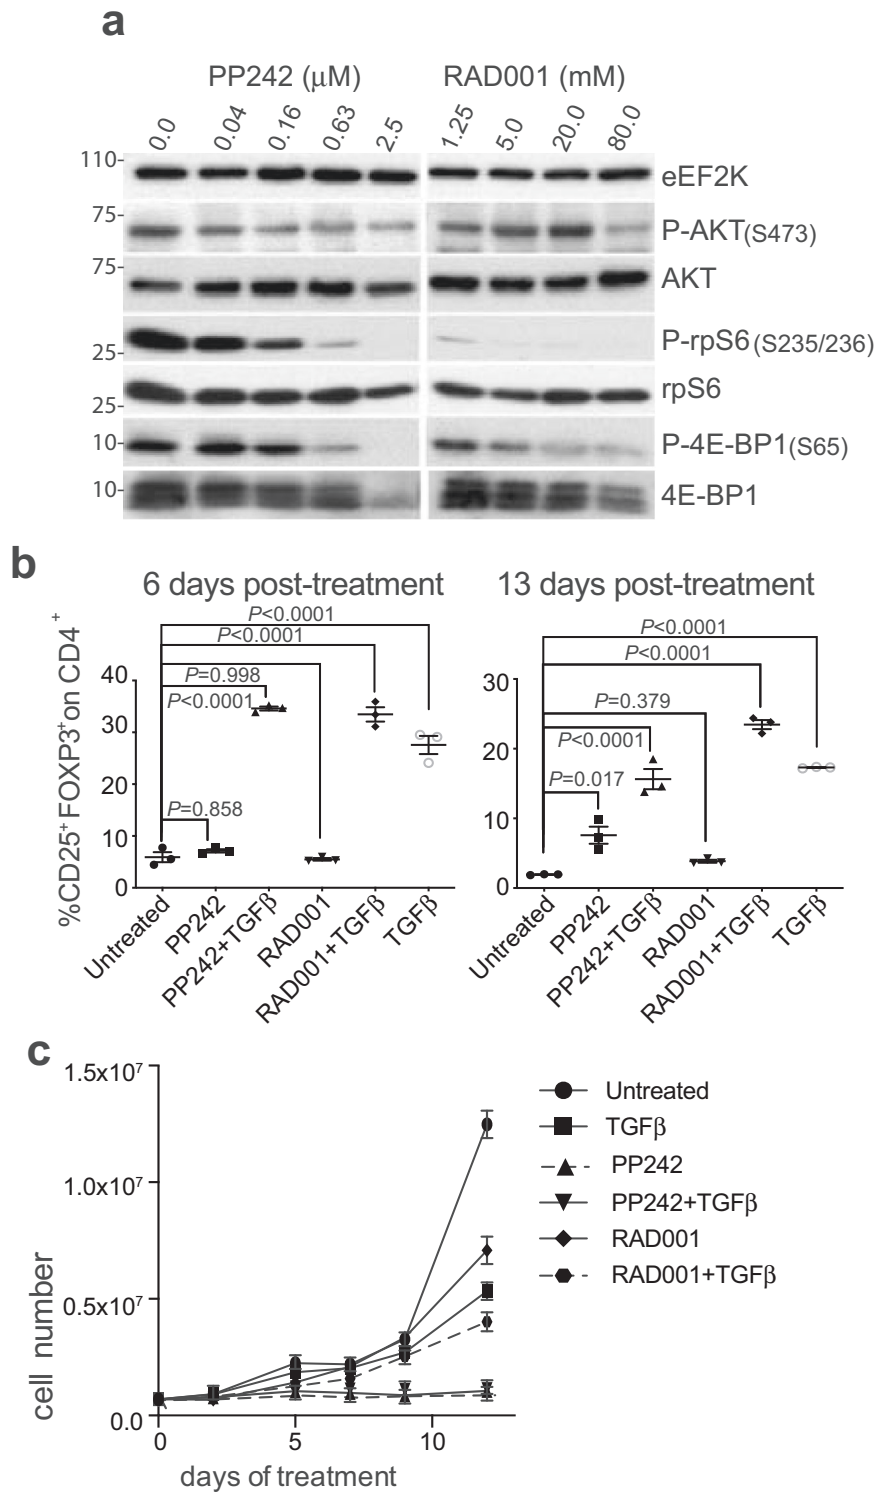 a
PP242 (μM) RAD001 (mM)
0.0 0.04 0.16 0.63 2.5 1.25 5.0 20.0 80.0
110- eEF2K
75- P-AKT(S473)
75- AKT
25- P-rpS6 (S235/236)
25- rpS6
10- P-4E-BP1(S65)
10- 4E-BP1
b
6 days post-treatment 13 days post-treatment
%CD25+FOXP3+on CD4+
P<0.0001
P<0.0001
P=0.998
P<0.0001
P=0.858
40
30
20
10
0
Untreated PP242 PP242+TGFβ RAD001 RAD001+TGFβ TGFβ
P<0.0001
P<0.0001
P=0.379
P<0.0001
P=0.017
30
20
10
0
Untreated PP242 PP242+TGFβ RAD001 RAD001+TGFβ TGFβ
c
cell number
1.5x10⁷
1.0x10⁷
0.5x10⁷
0.0
0 5 10
days of treatment
Untreated
TGFβ
PP242
PP242+TGFβ
RAD001
RAD001+TGFβ